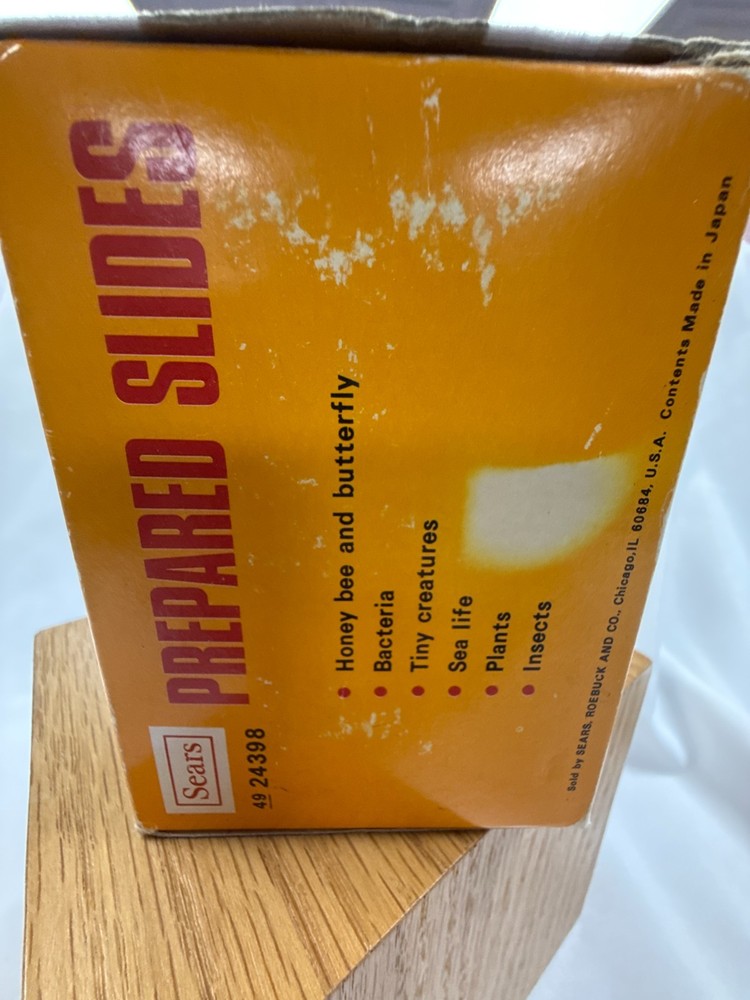 Sears
PREPARED SLIDES
49 24398
• Honey bee and butterfly
• Bacteria
• Tiny creatures
• Sea life
• Plants
• Insects
Sold by SEARS, ROEBUCK AND CO., Chicago,IL 60684, U.S.A. Contents Made in Japan